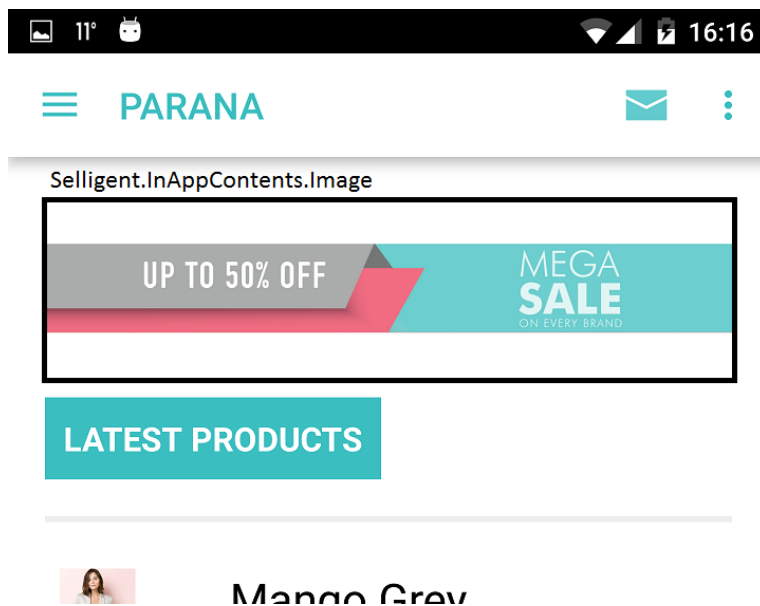 11°
16:16
PARANA
Selligent.InAppContents.Image
UP TO 50% OFF
MEGA
SALE
ON EVERY BRAND
LATEST PRODUCTS
Mango Grey